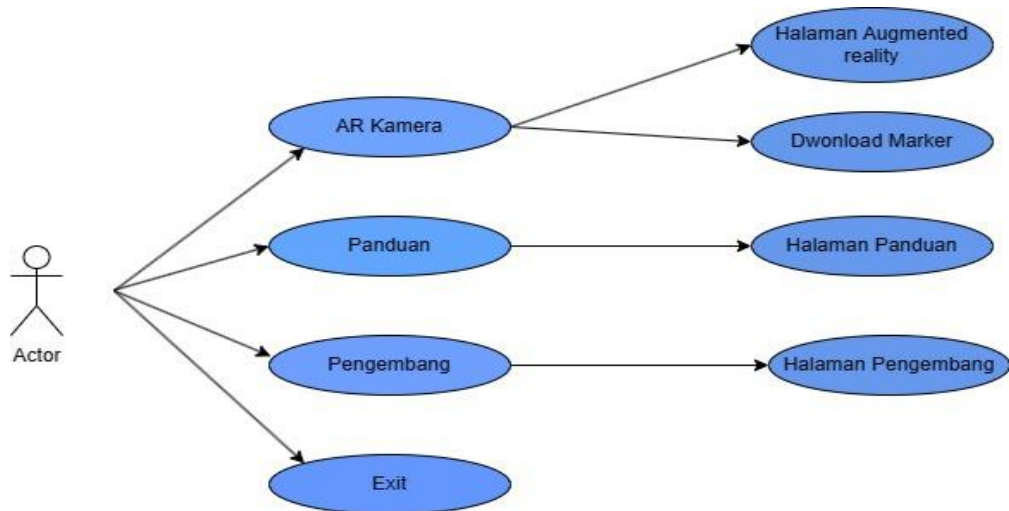 Halaman Augmented
reality
AR Kamera
Dwonload Marker
Panduan
Halaman Panduan
Actor
Pengembang
Halaman Pengembang
Exit